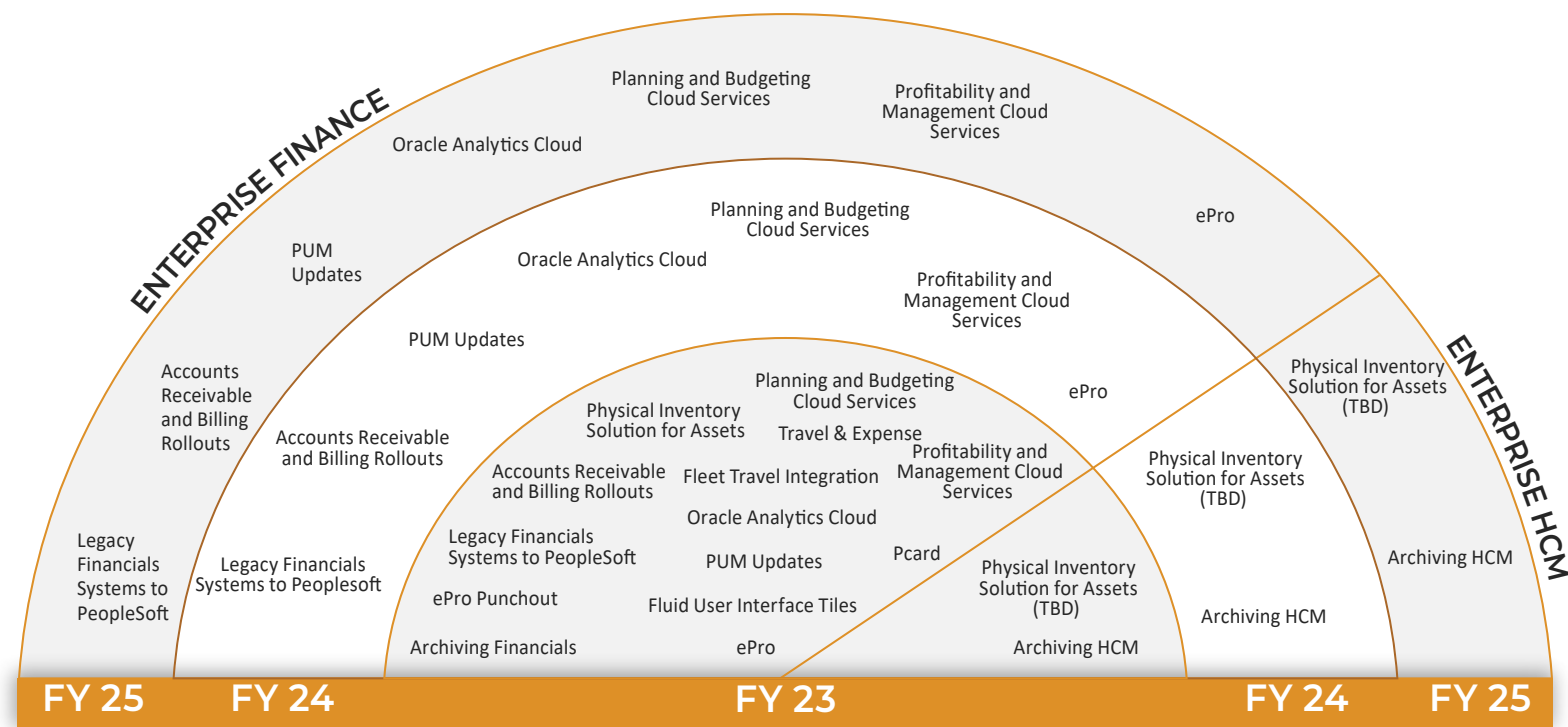 ENTERPRISE FINANCE
Planning and Budgeting
Cloud Services
Profitability and
Management Cloud
Services
Oracle Analytics Cloud
ePro
PUM
Updates
Accounts
Receivable
and Billing
Rollouts
Legacy
Financials
Systems to
PeopleSoft
Planning and Budgeting
Cloud Services
Oracle Analytics Cloud
Profitability and
Management Cloud
Services
PUM Updates
ePro
Accounts Receivable
and Billing Rollouts
Legacy Financials
Systems to Peoplesoft
Planning and Budgeting
Cloud Services
Physical Inventory
Solution for Assets
Travel & Expense
Profitability and
Management Cloud
Services
Accounts Receivable
and Billing Rollouts
Fleet Travel Integration
Oracle Analytics Cloud
Legacy Financials
Systems to PeopleSoft
PUM Updates
Pcard
ePro Punchout
Fluid User Interface Tiles
Archiving Financials
ePro
ENTERPRISE HCM
Physical Inventory
Solution for Assets
(TBD)
Archiving HCM
Physical Inventory
Solution for Assets
(TBD)
Archiving HCM
Physical Inventory
Solution for Assets
(TBD)
Archiving HCM
FY 25
FY 24
FY 23
FY 24
FY 25